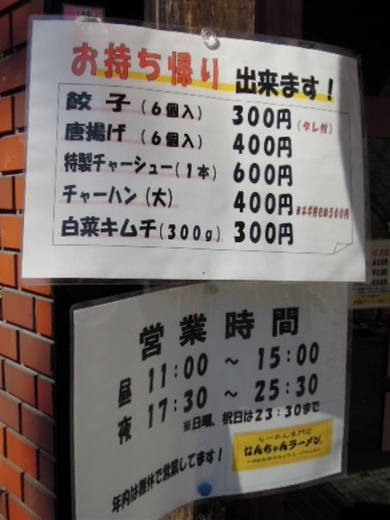 お持ち帰り 出来ます!
餃子(6個入) 300円(タレ付)
唐揚げ(6個入) 400円
特製チャーシュー(1本) 600円
チャーハン(大) 400円
白菜キムチ(300g) 300円
営業時間
昼 11:00 ~ 15:00
夜 17:30 ~ 25:30
※日曜、祝日は23:30まで
年内は無休で営業してます!
らーめん専門店
なんちゃんラーメン